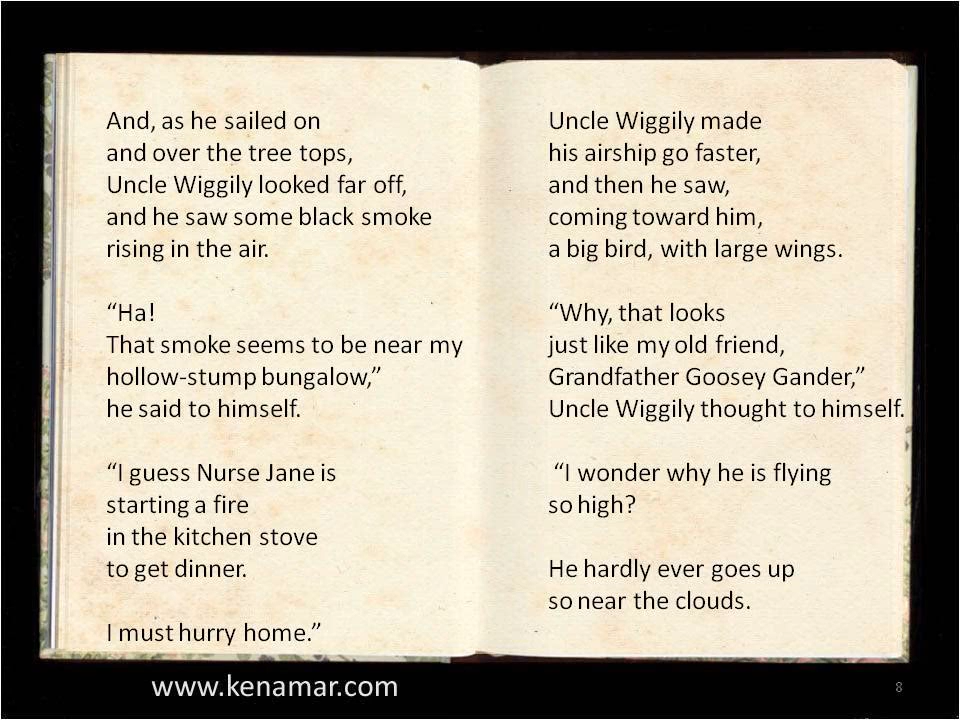 And, as he sailed on
and over the tree tops,
Uncle Wiggily looked far off,
and he saw some black smoke
rising in the air.
“Ha!
That smoke seems to be near my
hollow-stump bungalow,”
he said to himself.
“I guess Nurse Jane is
starting a fire
in the kitchen stove
to get dinner.
I must hurry home.”
Uncle Wiggily made
his airship go faster,
and then he saw,
coming toward him,
a big bird, with large wings.
“Why, that looks
just like my old friend,
Grandfather Goosey Gander,”
Uncle Wiggily thought to himself.
“I wonder why he is flying
so high?
He hardly ever goes up
so near the clouds.
www.kenamar.com
8